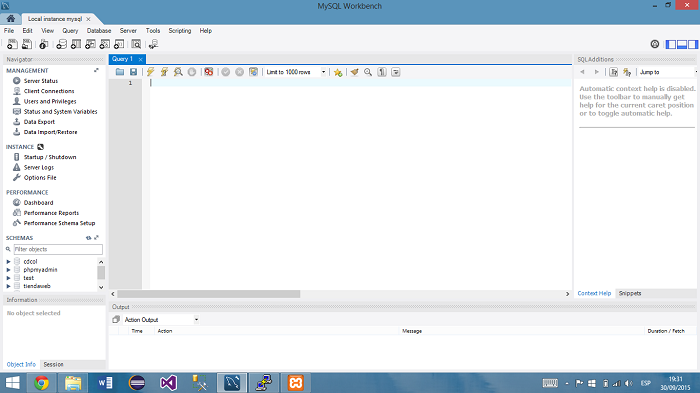 MySQL Workbench
Local instance mysql
File Edit View Query Database Server Tools Scripting Help
Navigator
MANAGEMENT
Server Status
Client Connections
Users and Privileges
Status and System Variables
Data Export
Data Import/Restore
INSTANCE
Startup / Shutdown
Server Logs
Options File
PERFORMANCE
Dashboard
Performance Reports
Performance Schema Setup
SCHEMAS
Filter objects
cdcol
phpmyadmin
test
tiendaweb
Information
No object selected
Object Info Session
Query 1
Limit to 1000 rows
1
SQLAdditions
Jump to
Automatic context help is disabled.
Use the toolbar to manually get
help for the current caret position
or to toggle automatic help.
Context Help Snippets
Output
Action Output
Time Action Message Duration / Fetch
ESP
19:31
30/09/2015